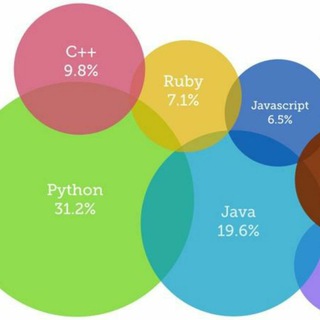 C++
9.8%
Ruby
7.1%
Javascript
6.5%
Python
31.2%
Java
19.6%